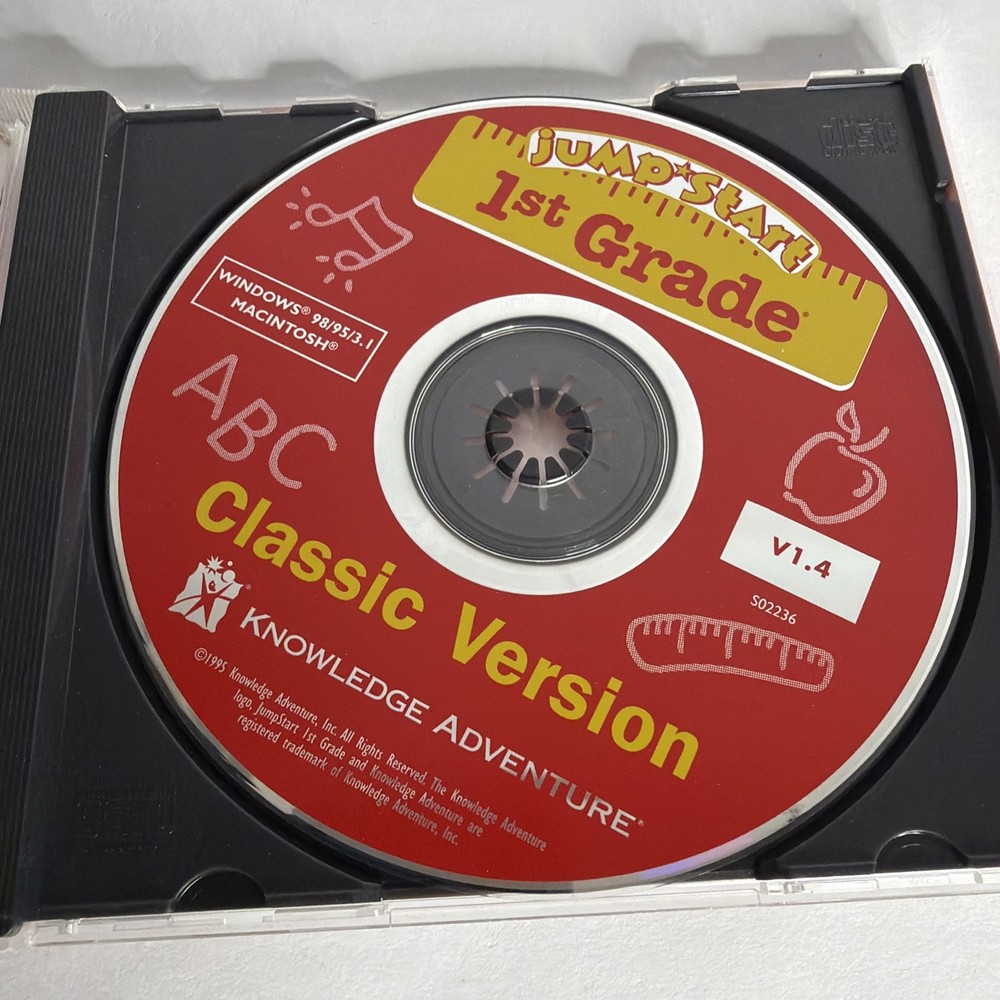 JumpStart
1st Grade®
WINDOWS® 98/95/3.1
MACINTOSH®
ABC
V1.4
S02236
Classic Version
KNOWLEDGE ADVENTURE®
©1995 Knowledge Adventure, Inc. All Rights Reserved. The Knowledge Adventure
logo, JumpStart 1st Grade and Knowledge Adventure are
registered trademark of Knowledge Adventure, Inc.
disc